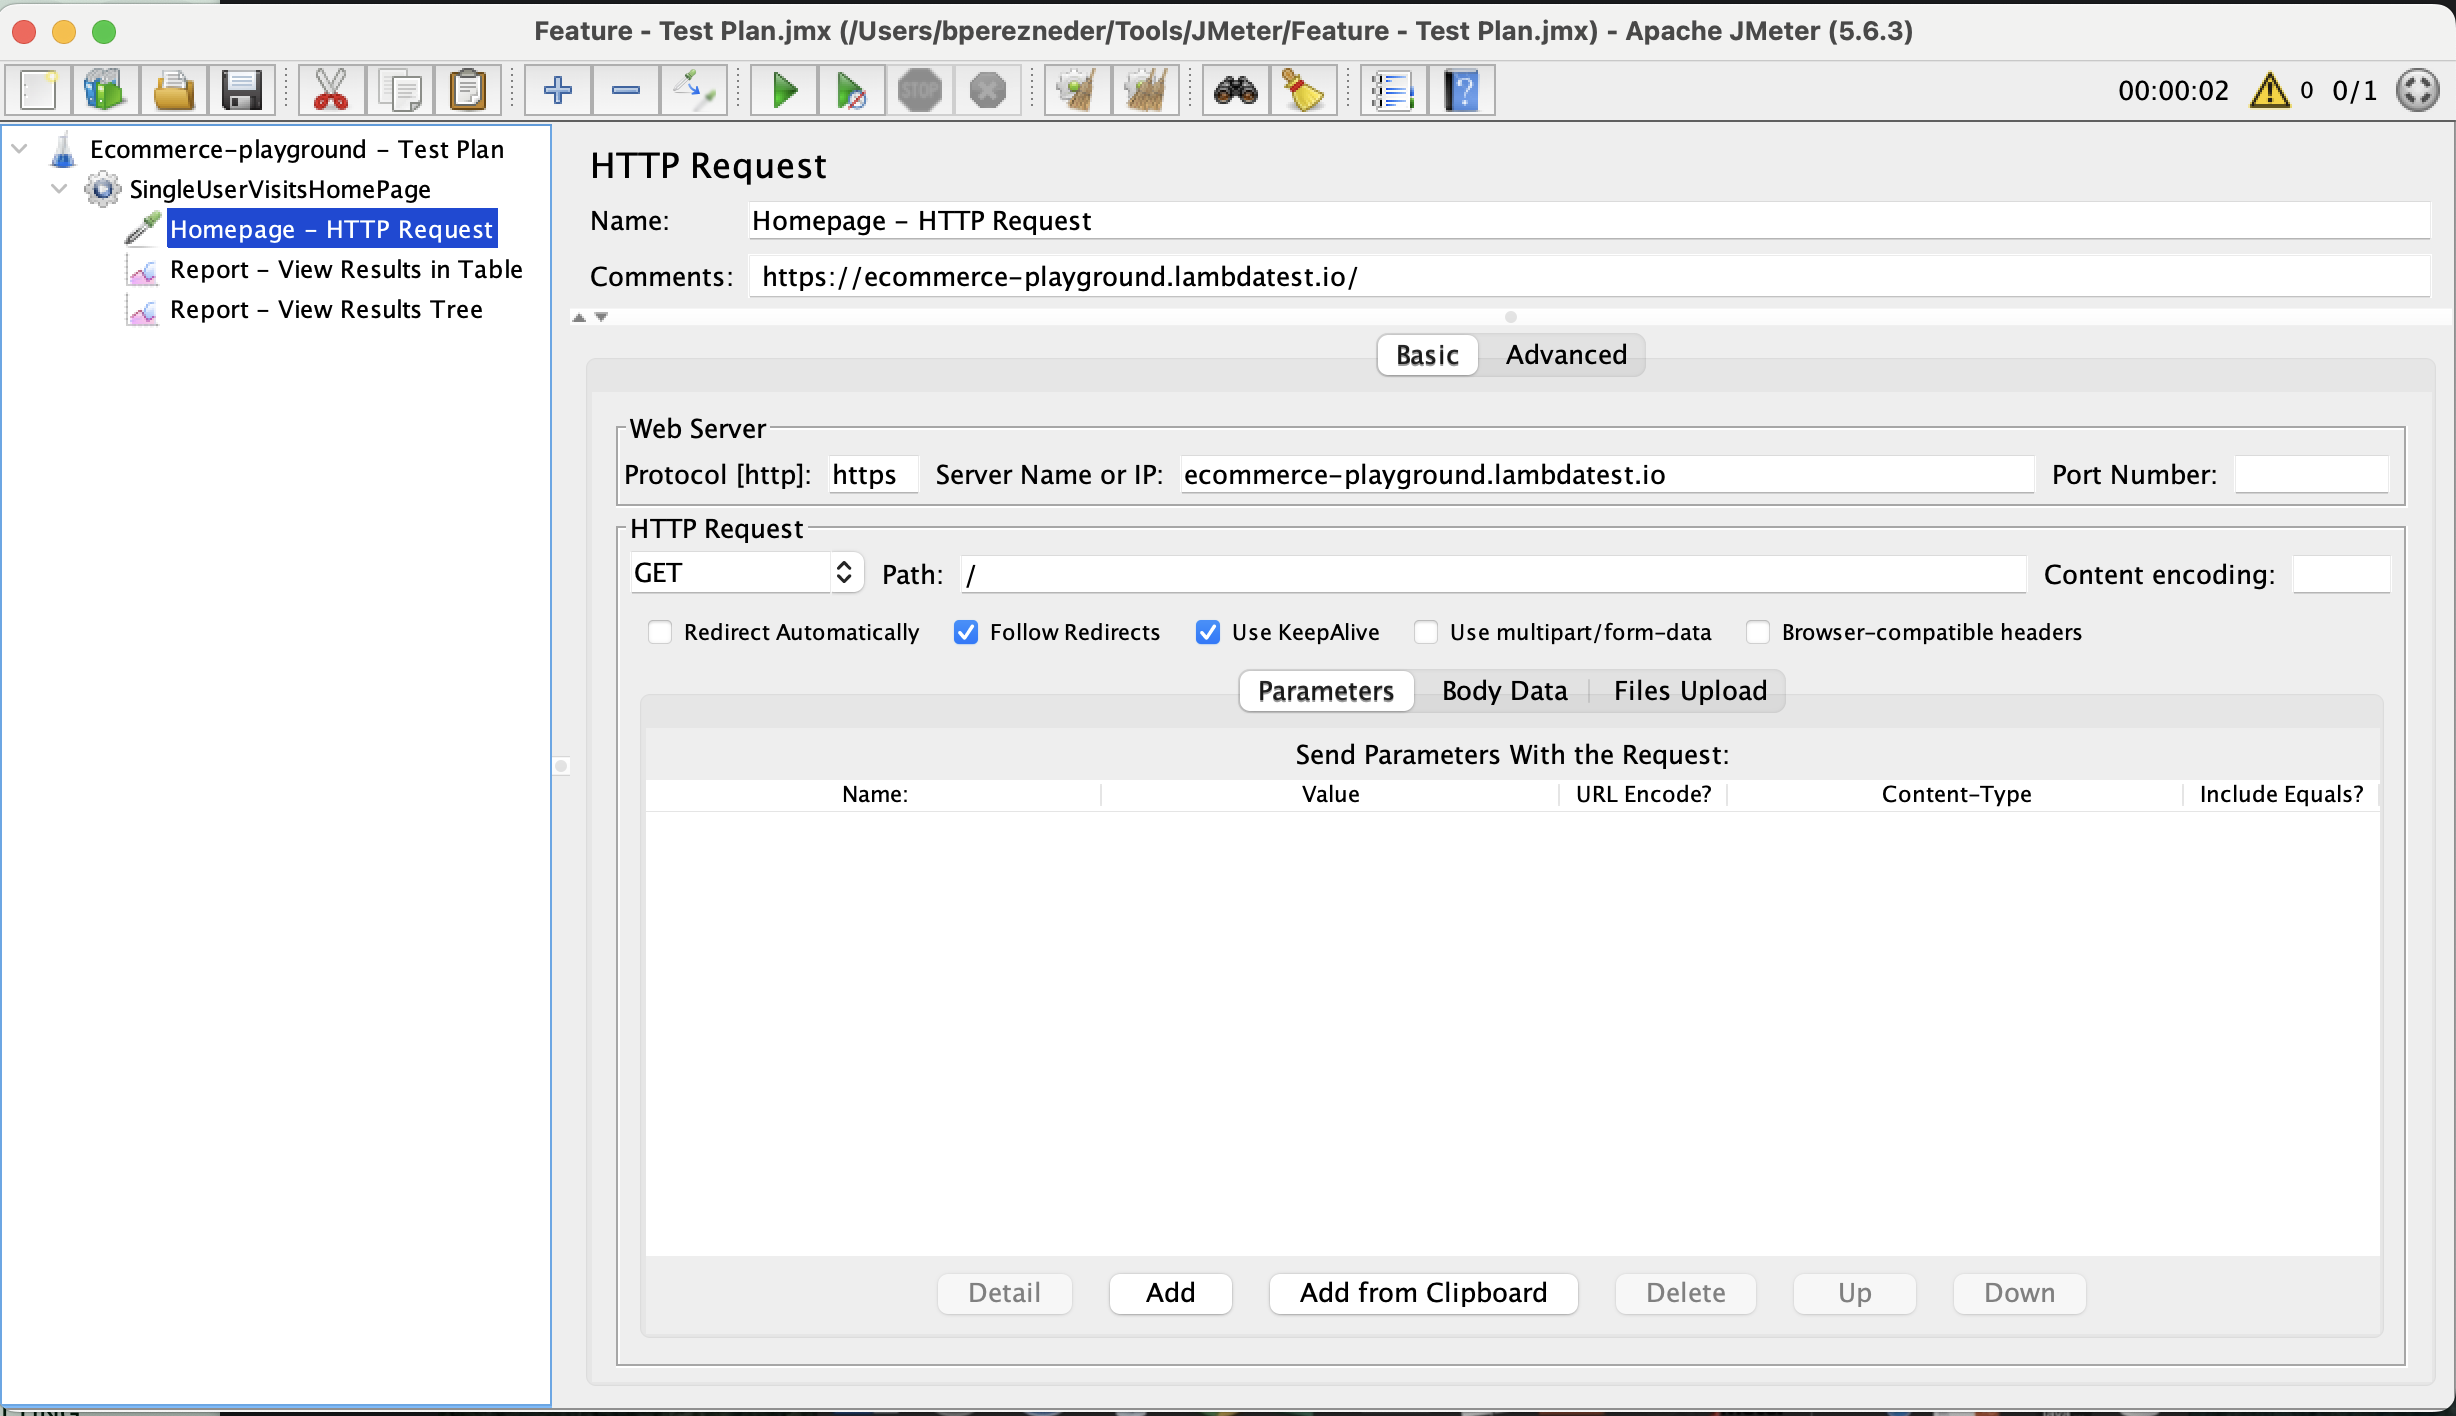 Feature - Test Plan.jmx (/Users/bperezneder/Tools/JMeter/Feature - Test Plan.jmx) - Apache JMeter (5.6.3)
STOP
00:00:02 0 0/1
Ecommerce-playground - Test Plan
SingleUserVisitsHomePage
Homepage - HTTP Request
Report - View Results in Table
Report - View Results Tree
HTTP Request
Name: Homepage - HTTP Request
Comments: https://ecommerce-playground.lambdatest.io/
Basic Advanced
Web Server
Protocol [http]: https Server Name or IP: ecommerce-playground.lambdatest.io Port Number:
HTTP Request
GET Path: / Content encoding:
Redirect Automatically Follow Redirects Use KeepAlive Use multipart/form-data Browser-compatible headers
Parameters Body Data Files Upload
Send Parameters With the Request:
Name: Value URL Encode? Content-Type Include Equals?
Detail Add Add from Clipboard Delete Up Down